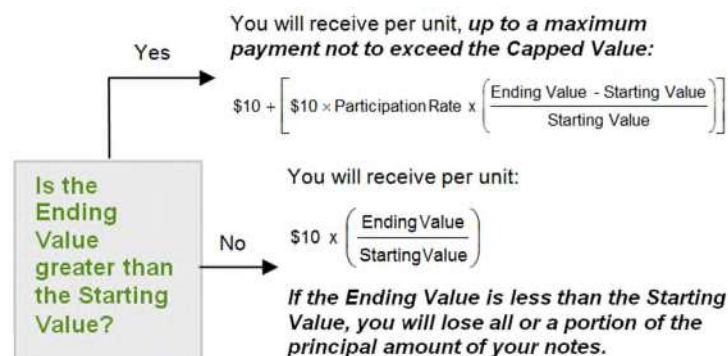 You will receive per unit, up to a maximum
payment not to exceed the Capped Value:
Yes
$10 + [ $10 × Participation Rate x ( Ending Value - Starting Value / Starting Value ) ]
Is the
Ending
Value
greater than
the Starting
Value?
No
You will receive per unit:
$10 x ( Ending Value / Starting Value )
If the Ending Value is less than the Starting
Value, you will lose all or a portion of the
principal amount of your notes.